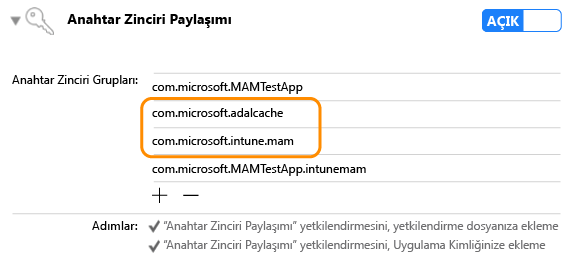 Anahtar Zinciri Paylaşımı
AÇIK
Anahtar Zinciri Grupları:
com.microsoft.MAMTestApp
com.microsoft.adalcache
com.microsoft.intune.mam
com.microsoft.MAMTestApp.intunemam
Adımlar: ✔ “Anahtar Zinciri Paylaşımı” yetkilendirmesini, yetkilendirme dosyanıza ekleme
✔ “Anahtar Zinciri Paylaşımı” yetkilendirmesini, Uygulama Kimliğinize ekleme